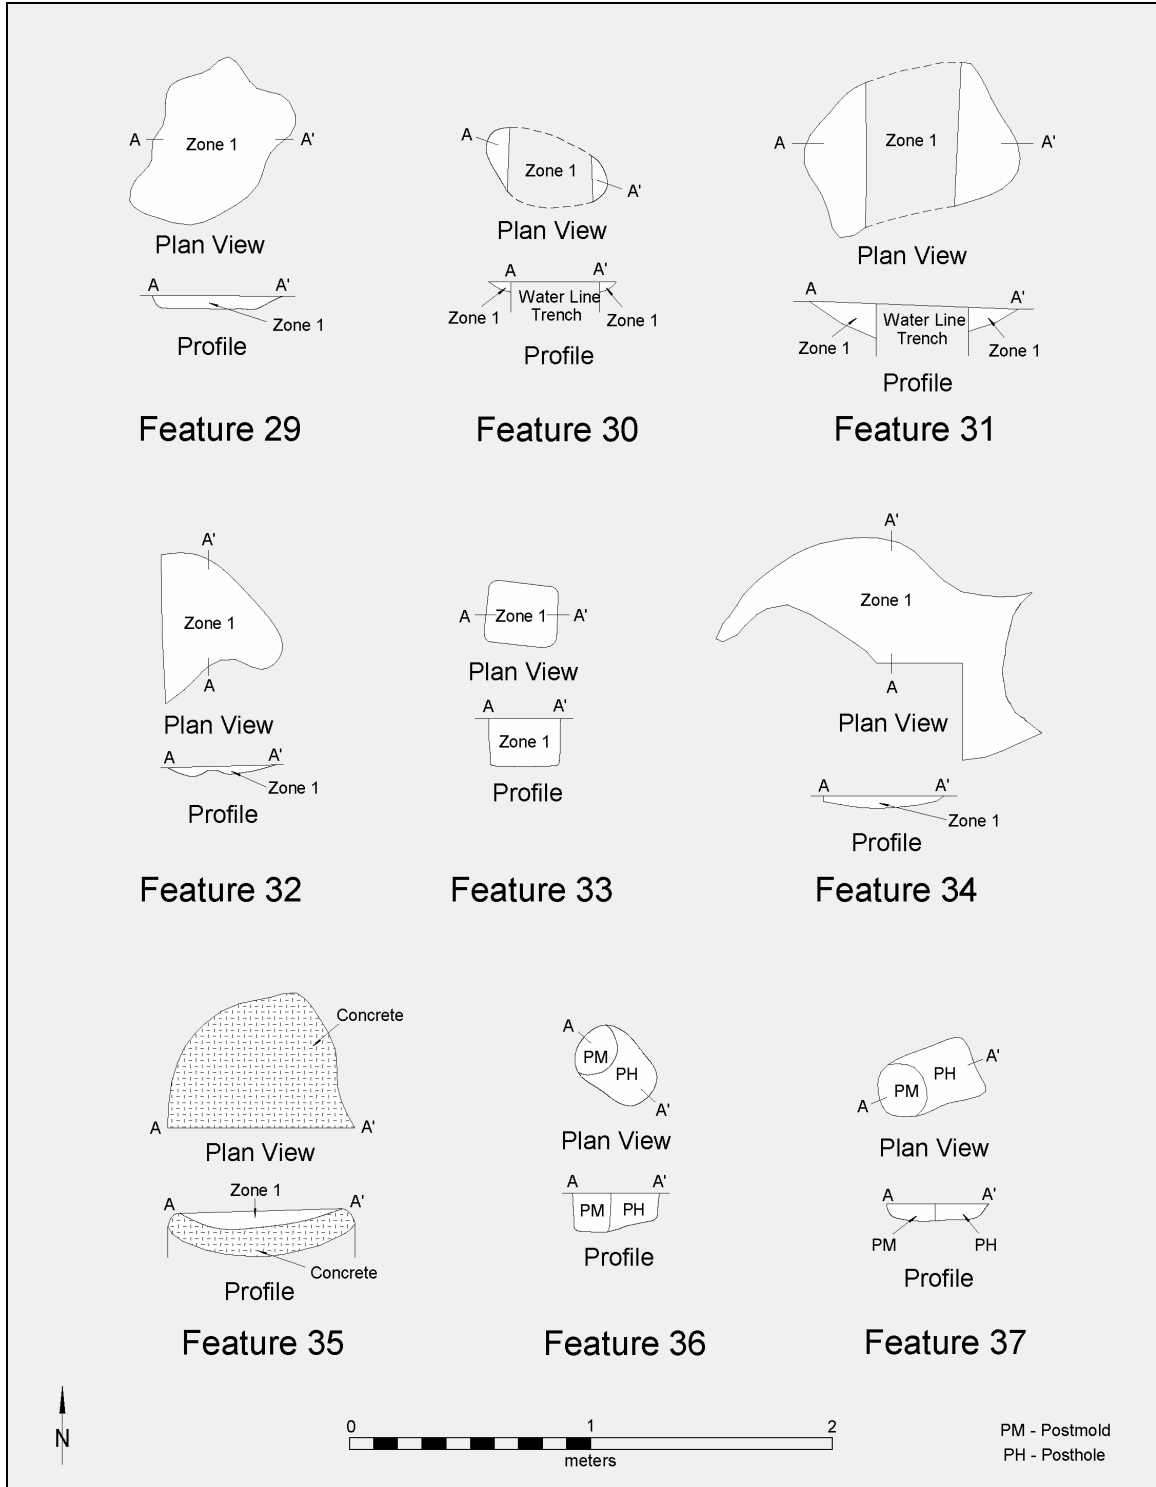 A Zone 1 A'
Plan View
A A'
Zone 1
Profile
Feature 29
A Zone 1 A'
Plan View
A A'
Water Line
Trench
Zone 1 Zone 1
Profile
Feature 30
A Zone 1 A'
Plan View
A A'
Water Line
Trench
Zone 1 Zone 1
Profile
Feature 31
A'
Zone 1
A
Plan View
A A'
Zone 1
Profile
Feature 32
A Zone 1 A'
Plan View
A A'
Zone 1
Profile
Feature 33
A'
Zone 1
A
Plan View
A A'
Zone 1
Profile
Feature 34
Concrete
A A'
Plan View
Zone 1
A A'
Concrete
Profile
Feature 35
A
PM
PH
A'
Plan View
A A'
PM PH
Profile
Feature 36
A'
PH
PM
A
Plan View
A A'
PM PH
Profile
Feature 37
N
0 1 2
meters
PM - Postmold
PH - Posthole